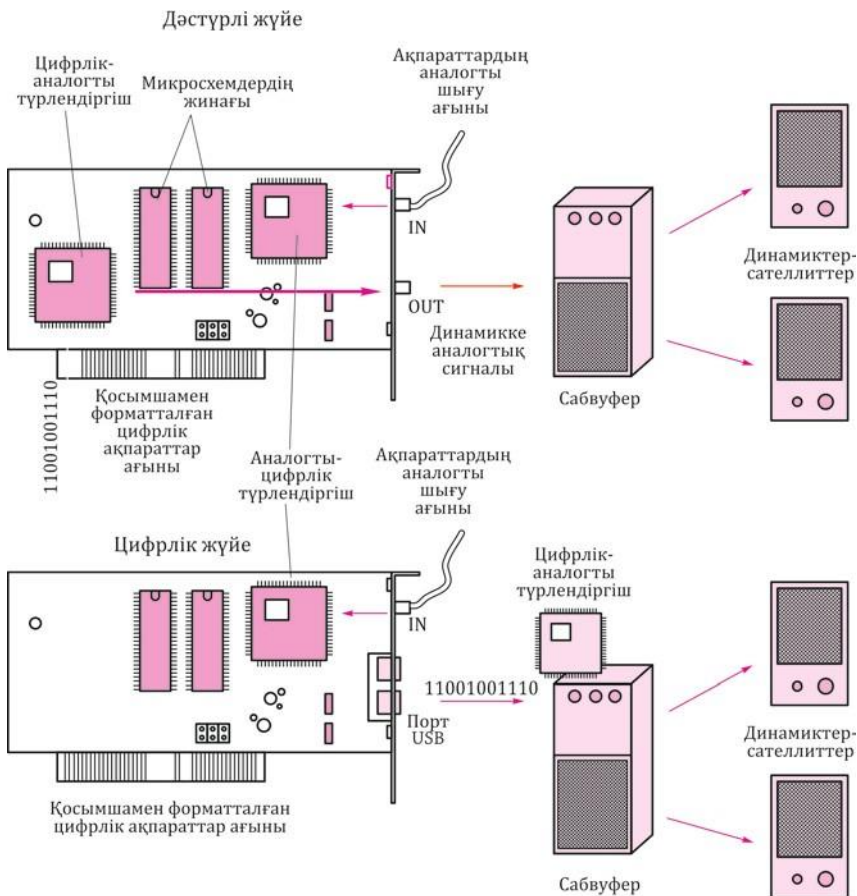 Дәстүрлі жүйе
Цифрлік-
аналогты
түрлендіргіш
Микросхемдердің
жинағы
Ақпараттардың
аналогты
шығу
ағыны
IN
OUT
Динамикке
аналогтық
сигналы
Сабвуфер
Динамиктер-
сателлиттер
11001001110
Қосымшамен
форматталған
цифрлік
ақпараттар
ағыны
Аналогты-
цифрлік
түрлендіргіш
Ақпараттардың
аналогты
шығу
ағыны
Цифрлік жүйе
Цифрлік-
аналогты
түрлендіргіш
IN
11001001110
Порт
USB
Динамиктер-
сателлиттер
Қосымшамен форматталған
цифрлік ақпараттар ағыны
Сабвуфер